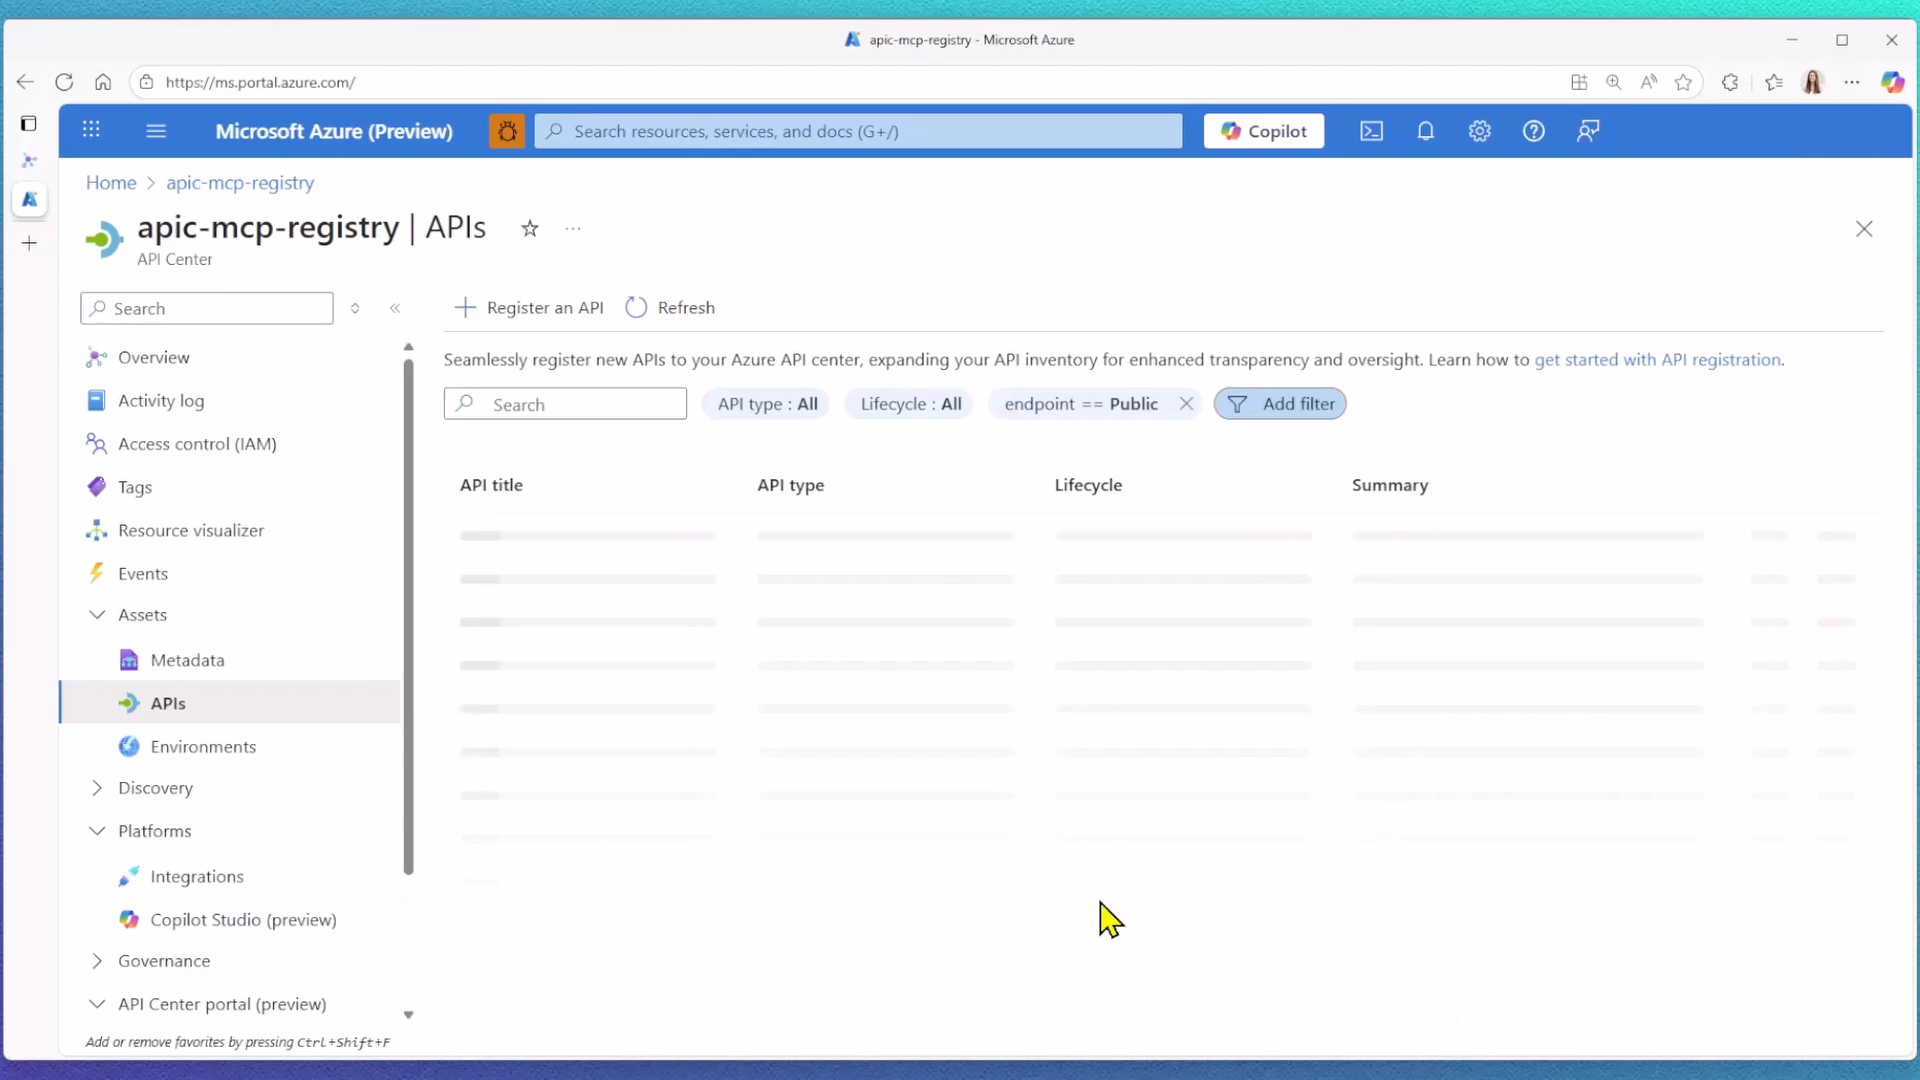 apic-mcp-registry - Microsoft Azure
https://ms.portal.azure.com/
Microsoft Azure (Preview)
Search resources, services, and docs (G+/)
Copilot
Home > apic-mcp-registry
apic-mcp-registry | APIs
API Center
Search
Register an API
Refresh
Overview
Activity log
Access control (IAM)
Tags
Resource visualizer
Events
Assets
Metadata
APIs
Environments
Discovery
Platforms
Integrations
Copilot Studio (preview)
Governance
API Center portal (preview)
Add or remove favorites by pressing Ctrl+Shift+F
Seamlessly register new APIs to your Azure API center, expanding your API inventory for enhanced transparency and oversight. Learn how to get started with API registration.
Search
API type : All
Lifecycle : All
endpoint == Public
Add filter
API title
API type
Lifecycle
Summary